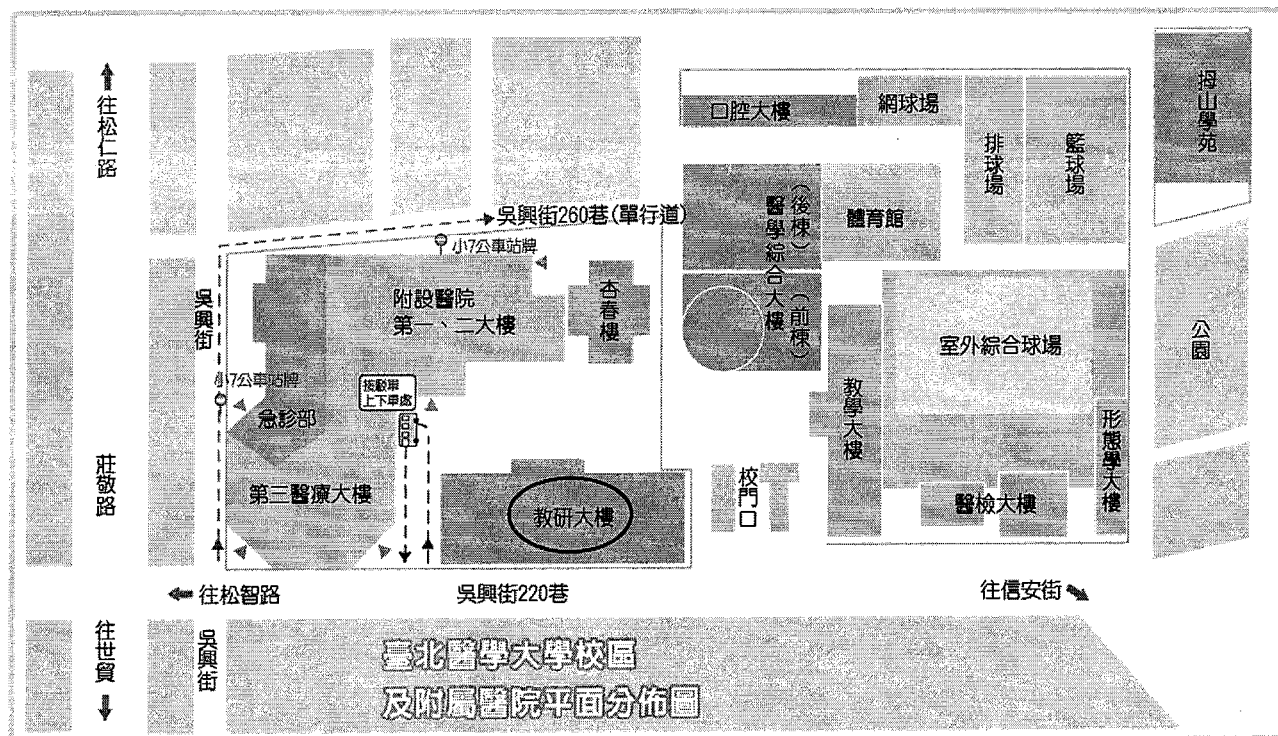 往松仁路
口腔大樓
網球場
排球場
籃球場
拇山學苑
吳興街260巷(單行道)
小7公車站牌
醫學綜合大樓
(後棟)
(前棟)
體育館
吳興街
附設醫院
第一、二大樓
杏春樓
室外綜合球場
公園
小7公車站牌
接駁車
上下車處
急診部
教學大樓
形態學大樓
莊敬路
第三醫療大樓
教研大樓
校門口
醫檢大樓
往松智路
吳興街220巷
往信安街
往世貿
吳興街
臺北醫學大學校區
及附屬醫院平面分佈圖